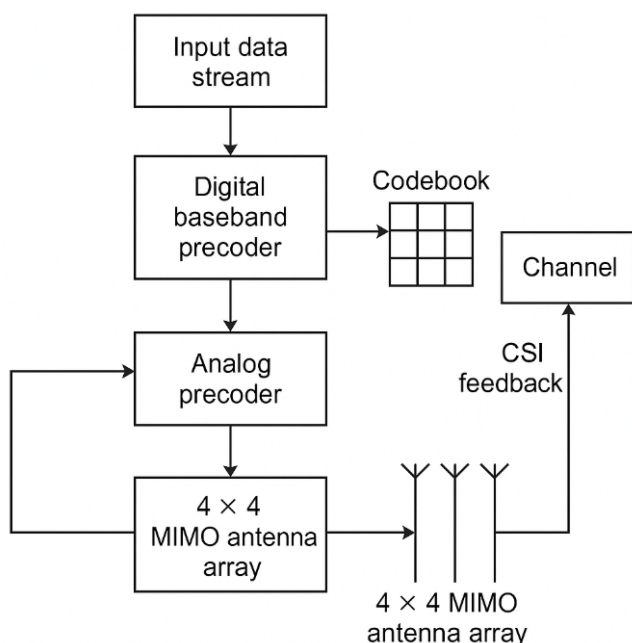 Input data
stream
Digital
baseband
precoder
Codebook
Channel
Analog
precoder
CSI
feedback
4 × 4
MIMO antenna
array
4 × 4 MIMO
antenna array